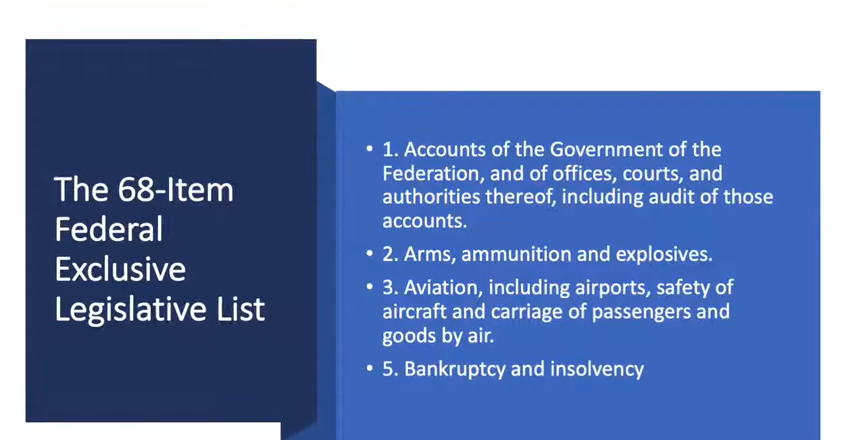 The 68-Item
Federal
Exclusive
Legislative List
• 1. Accounts of the Government of the
Federation, and of offices, courts, and
authorities thereof, including audit of those
accounts.
• 2. Arms, ammunition and explosives.
• 3. Aviation, including airports, safety of
aircraft and carriage of passengers and
goods by air.
• 5. Bankruptcy and insolvency